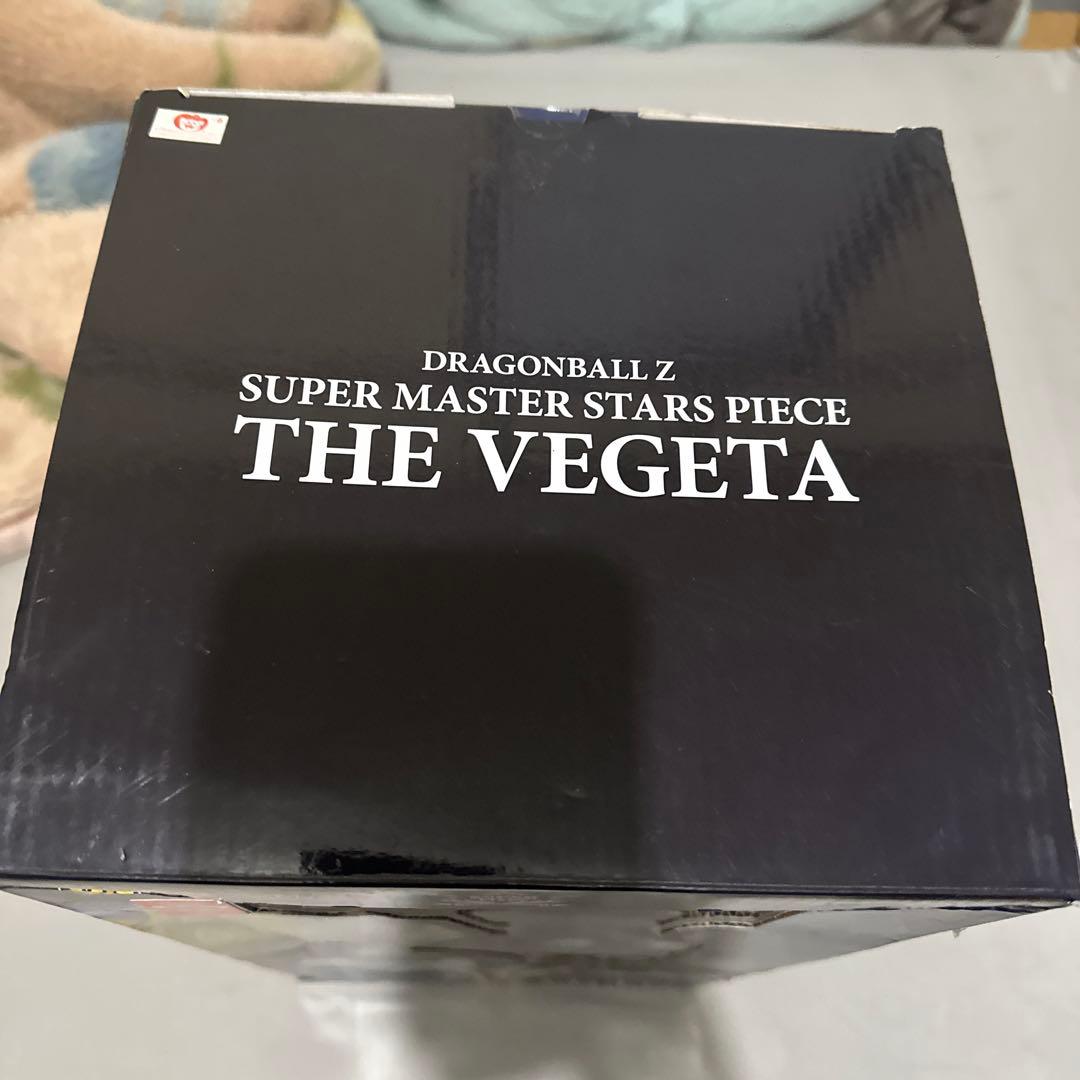 DRAGONBALL Z
SUPER MASTER STARS PIECE
THE VEGETA